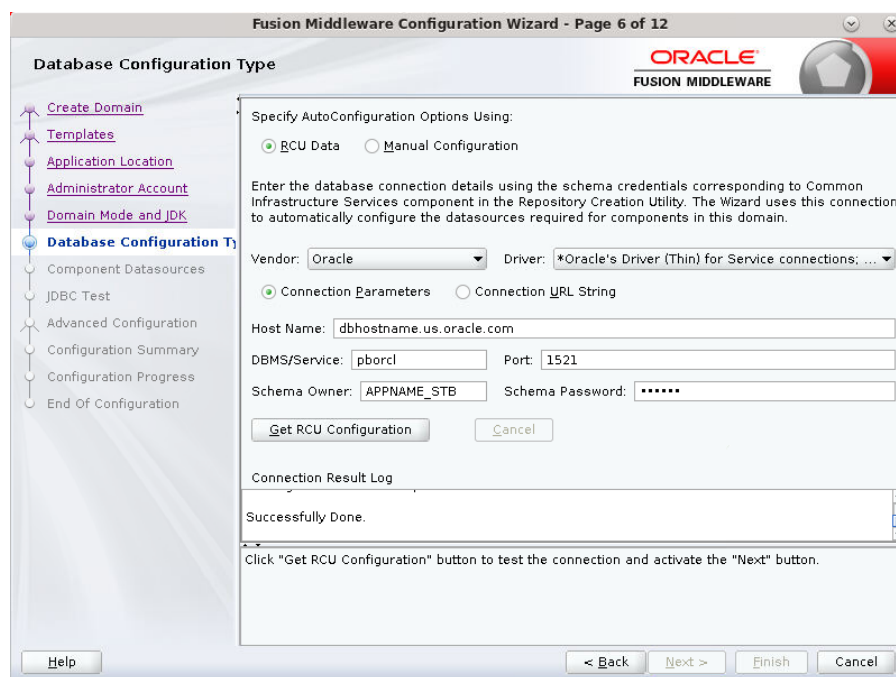 Fusion Middleware Configuration Wizard - Page 6 of 12
Database Configuration Type
ORACLE
FUSION MIDDLEWARE
Create Domain
Templates
Application Location
Administrator Account
Domain Mode and JDK
Database Configuration Ty
Component Datasources
JDBC Test
Advanced Configuration
Configuration Summary
Configuration Progress
End Of Configuration
Specify AutoConfiguration Options Using:
RCU Data Manual Configuration
Enter the database connection details using the schema credentials corresponding to Common
Infrastructure Services component in the Repository Creation Utility. The Wizard uses this connection
to automatically configure the datasources required for components in this domain.
Vendor: Oracle Driver: *Oracle's Driver (Thin) for Service connections; ...
Connection Parameters Connection URL String
Host Name: dbhostname.us.oracle.com
DBMS/Service: pborcl Port: 1521
Schema Owner: APPNAME_STB Schema Password: ••••••
Get RCU Configuration Cancel
Connection Result Log
Successfully Done.
Click "Get RCU Configuration" button to test the connection and activate the "Next" button.
Help < Back Next > Finish Cancel